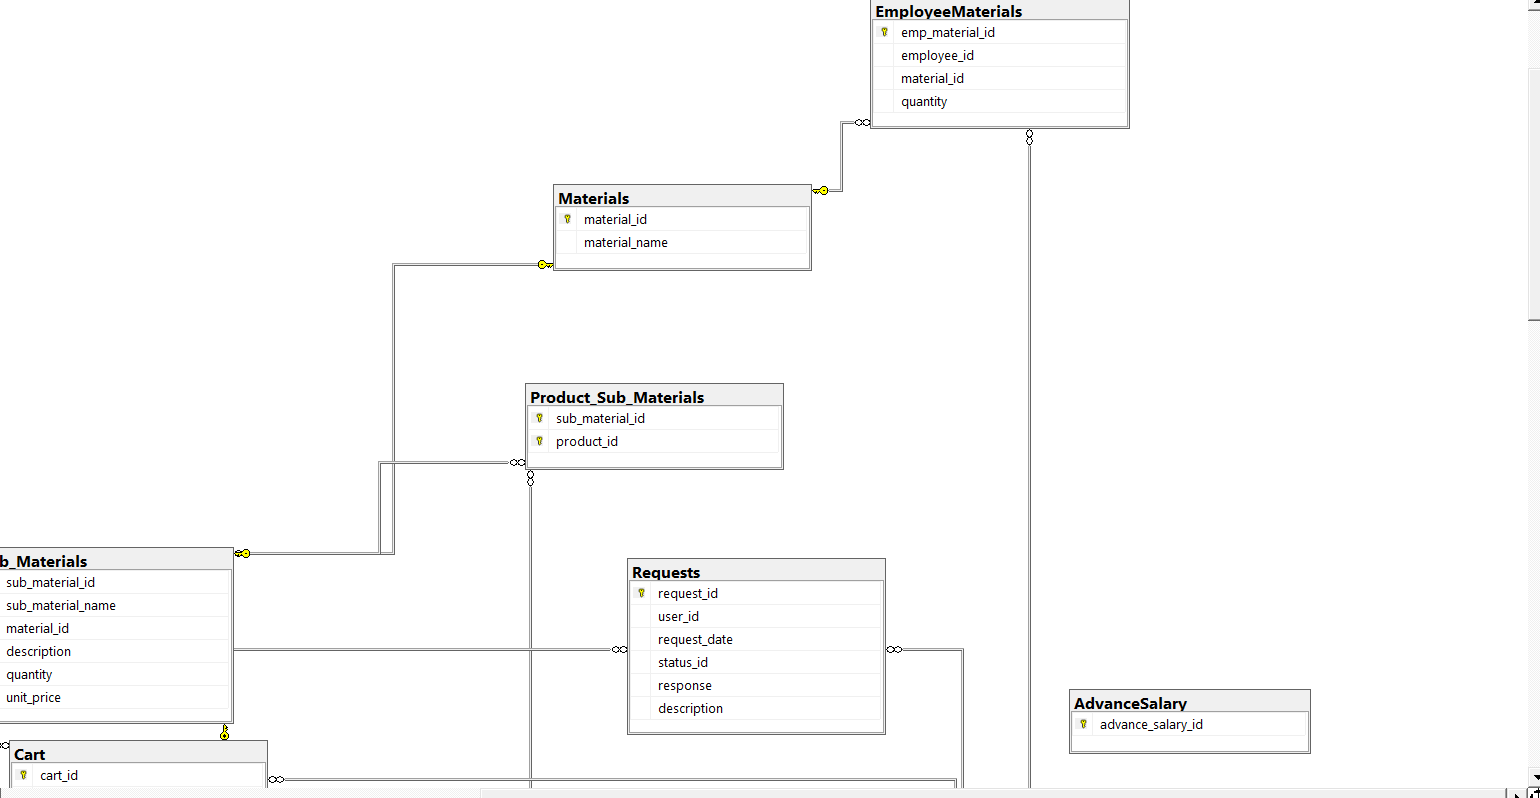 EmployeeMaterials
emp_material_id
employee_id
material_id
quantity
Materials
material_id
material_name
Product_Sub_Materials
sub_material_id
product_id
b_Materials
sub_material_id
sub_material_name
material_id
description
quantity
unit_price
Requests
request_id
user_id
request_date
status_id
response
description
AdvanceSalary
advance_salary_id
Cart
cart_id